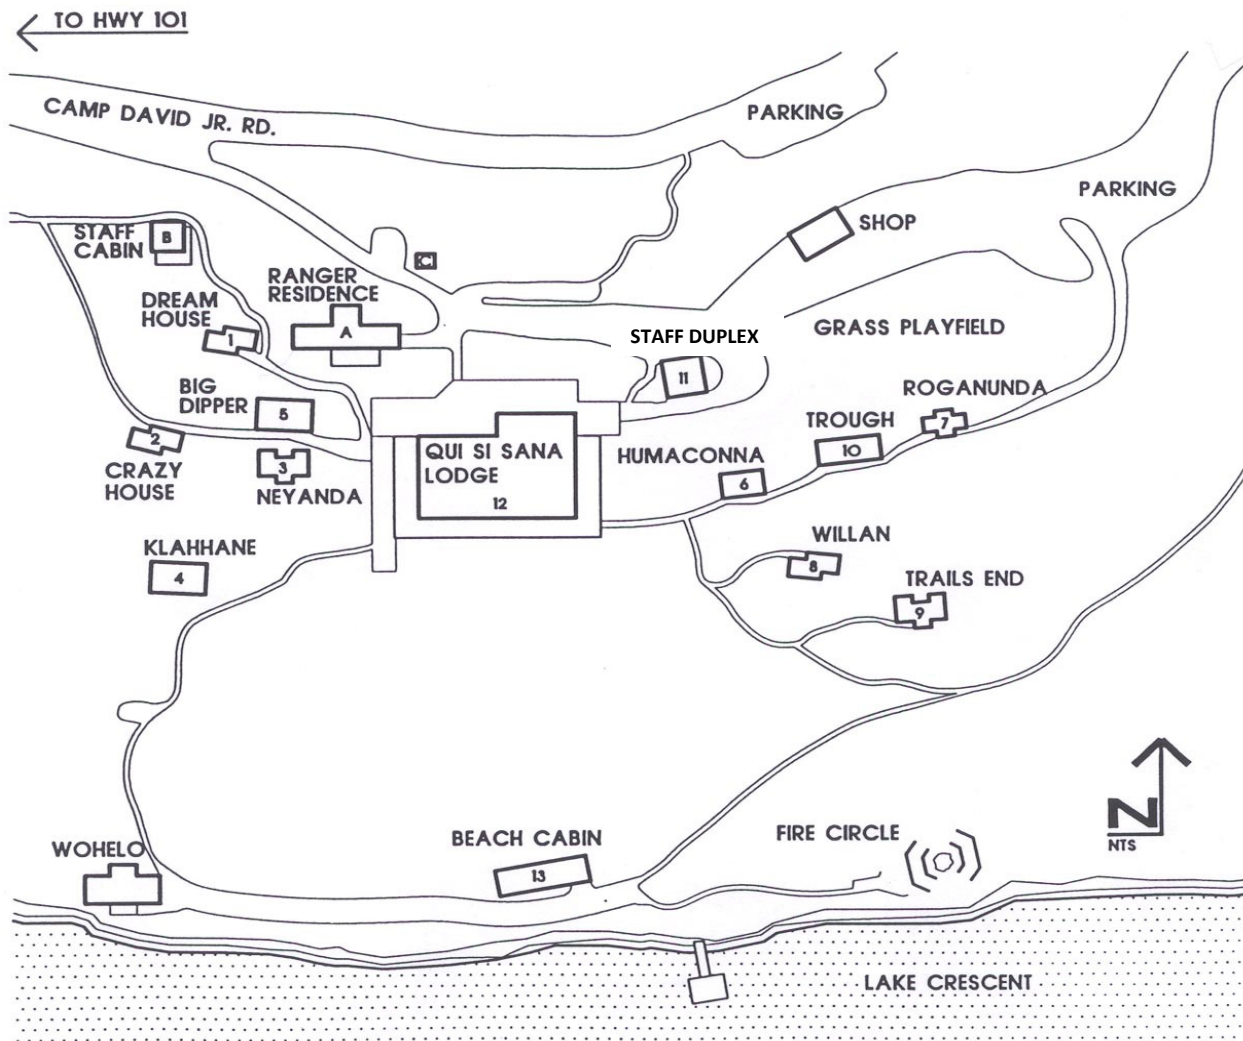 TO HWY 101
CAMP DAVID JR. RD.
PARKING
PARKING
SHOP
STAFF
CABIN
B
C
RANGER
RESIDENCE
A
DREAM
HOUSE
1
STAFF DUPLEX
11
GRASS PLAYFIELD
BIG
DIPPER
5
ROGANUNDA
7
TROUGH
10
2
CRAZY
HOUSE
3
NEYANDA
QUI SI SANA
LODGE
12
HUMACONNA
6
KLAHHANE
4
WILLAN
8
TRAILS END
9
N
NTS
WOHELO
BEACH CABIN
13
FIRE CIRCLE
LAKE CRESCENT